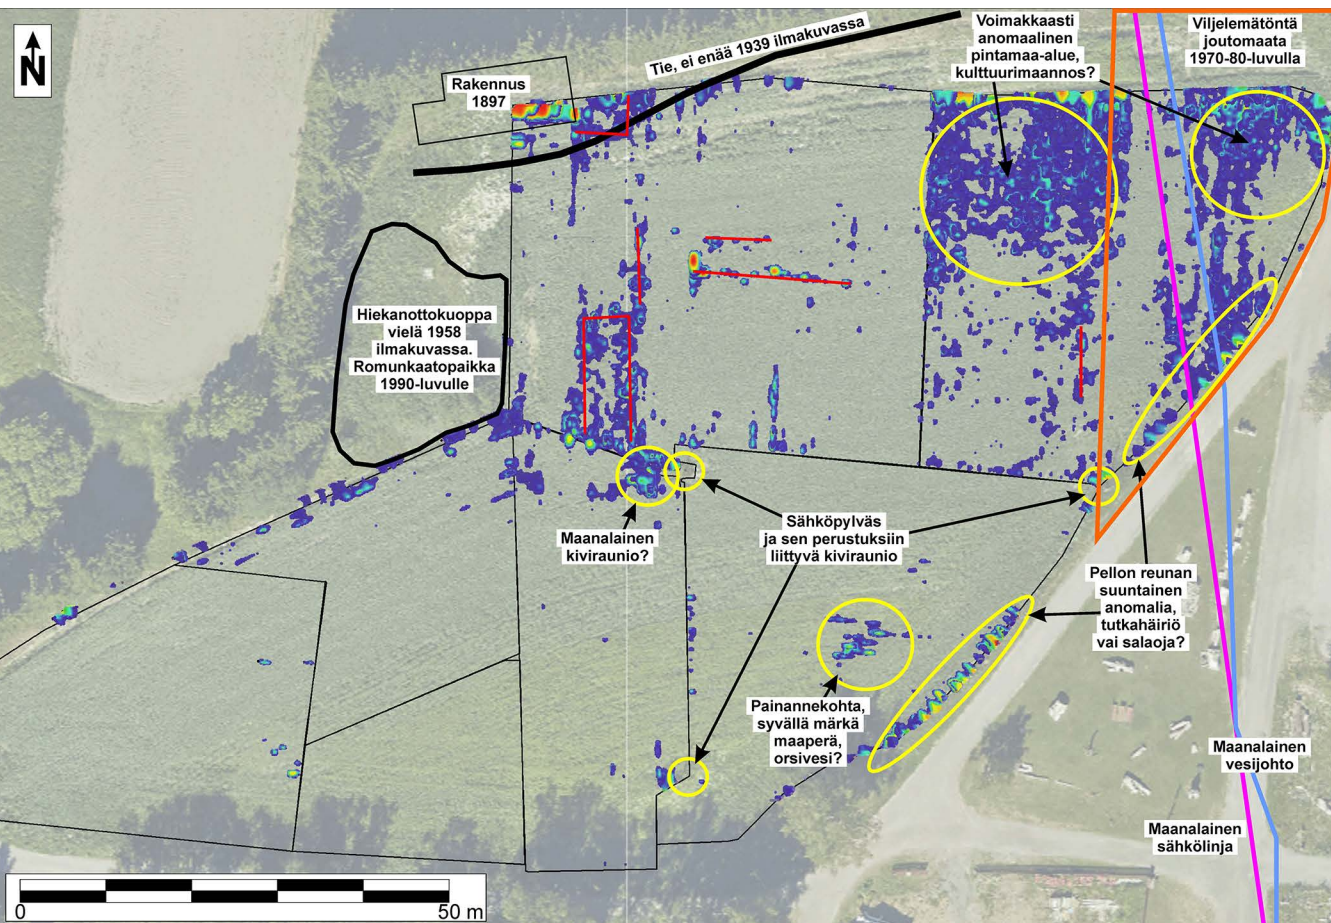 N
Rakennus
1897
Tie, ei enää 1939 ilmakuvassa
Voimakkaasti
anomaalinen
pintamaa-alue,
kulttuurimaannos?
Viljelemätöntä
joutomaata
1970-80-luvulla
Hiekanottokuoppa
vielä 1958
ilmakuvassa.
Romunkaatopaikka
1990-luvulle
Maanalainen
kiviraunio?
Sähköpylväs
ja sen perustuksiin
liittyvä kiviraunio
Pellon reunan
suuntainen
anomalia,
tutkahäiriö
vai salaoja?
Painannekohta,
syvällä märkä
maaperä,
orsivesi?
Maanalainen
vesijohto
Maanalainen
sähkölinja
0
50 m